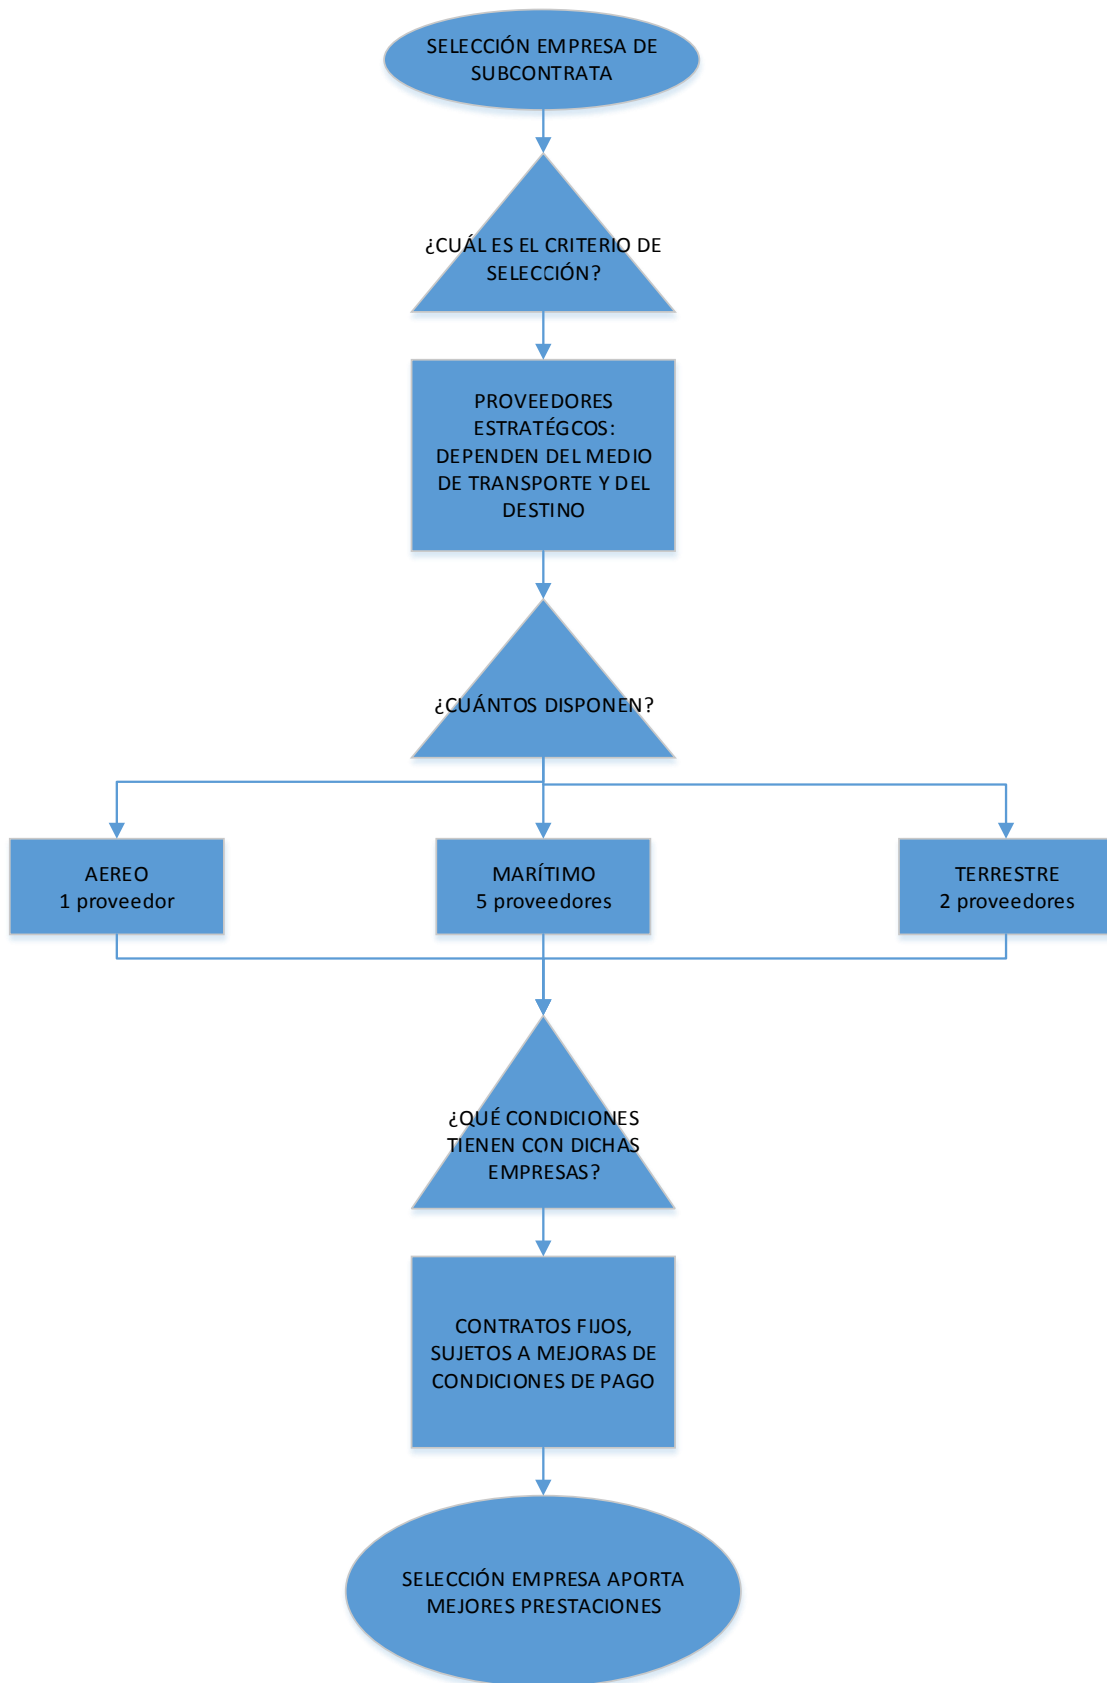 SELECCIÓN EMPRESA DE
SUBCONTRATA
¿CUÁL ES EL CRITERIO DE
SELECCIÓN?
PROVEEDORES
ESTRATÉGCOS:
DEPENDEN DEL MEDIO
DE TRANSPORTE Y DEL
DESTINO
¿CUÁNTOS DISPONEN?
AEREO
1 proveedor
MARÍTIMO
5 proveedores
TERRESTRE
2 proveedores
¿QUÉ CONDICIONES
TIENEN CON DICHAS
EMPRESAS?
CONTRATOS FIJOS,
SUJETOS A MEJORAS DE
CONDICIONES DE PAGO
SELECCIÓN EMPRESA APORTA
MEJORES PRESTACIONES